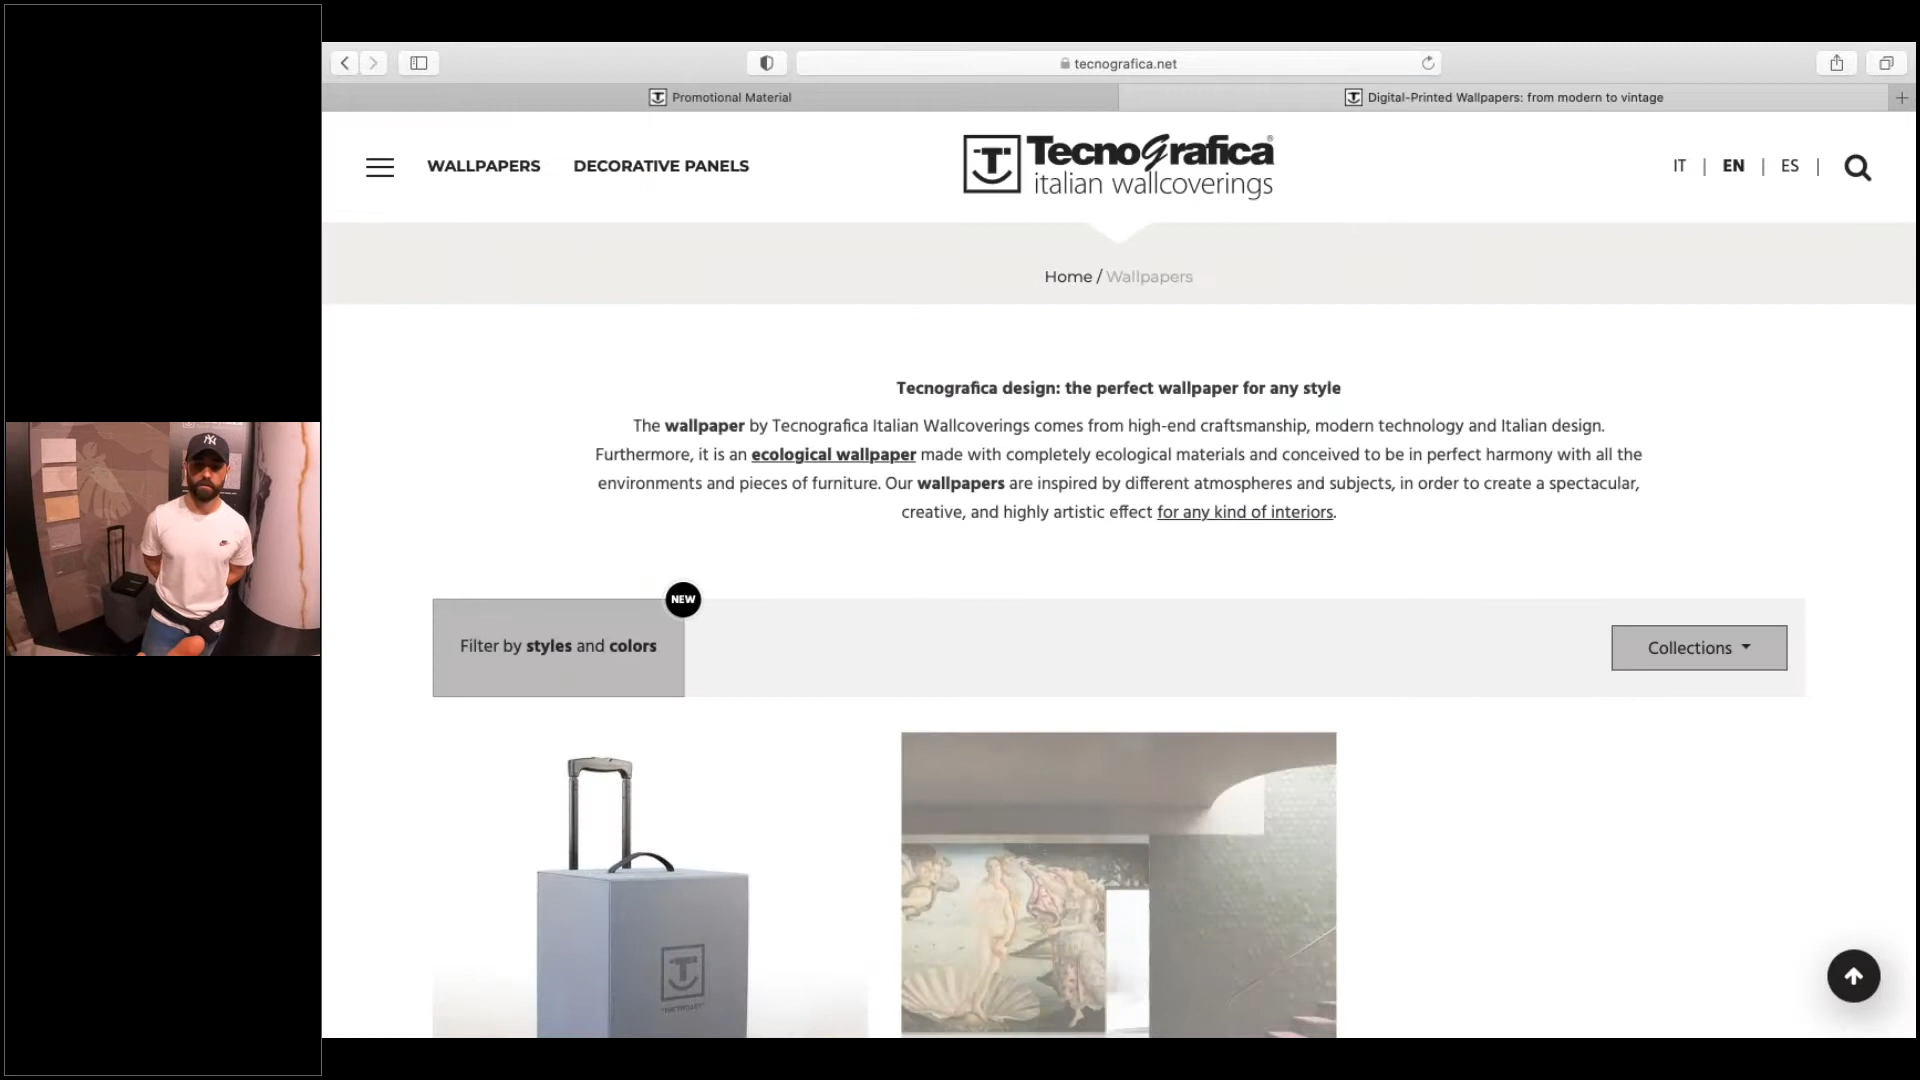 tecnografica.net
Promotional Material
Digital-Printed Wallpapers: from modern to vintage
WALLPAPERS
DECORATIVE PANELS
TecnoGrafica®
italian wallcoverings
IT | EN | ES |
Home / Wallpapers
Tecnografica design: the perfect wallpaper for any style
The wallpaper by Tecnografica Italian Wallcoverings comes from high-end craftsmanship, modern technology and Italian design.
Furthermore, it is an ecological wallpaper made with completely ecological materials and conceived to be in perfect harmony with all the
environments and pieces of furniture. Our wallpapers are inspired by different atmospheres and subjects, in order to create a spectacular,
creative, and highly artistic effect for any kind of interiors.
NEW
Filter by styles and colors
Collections
"THE TROLLEY"
NY